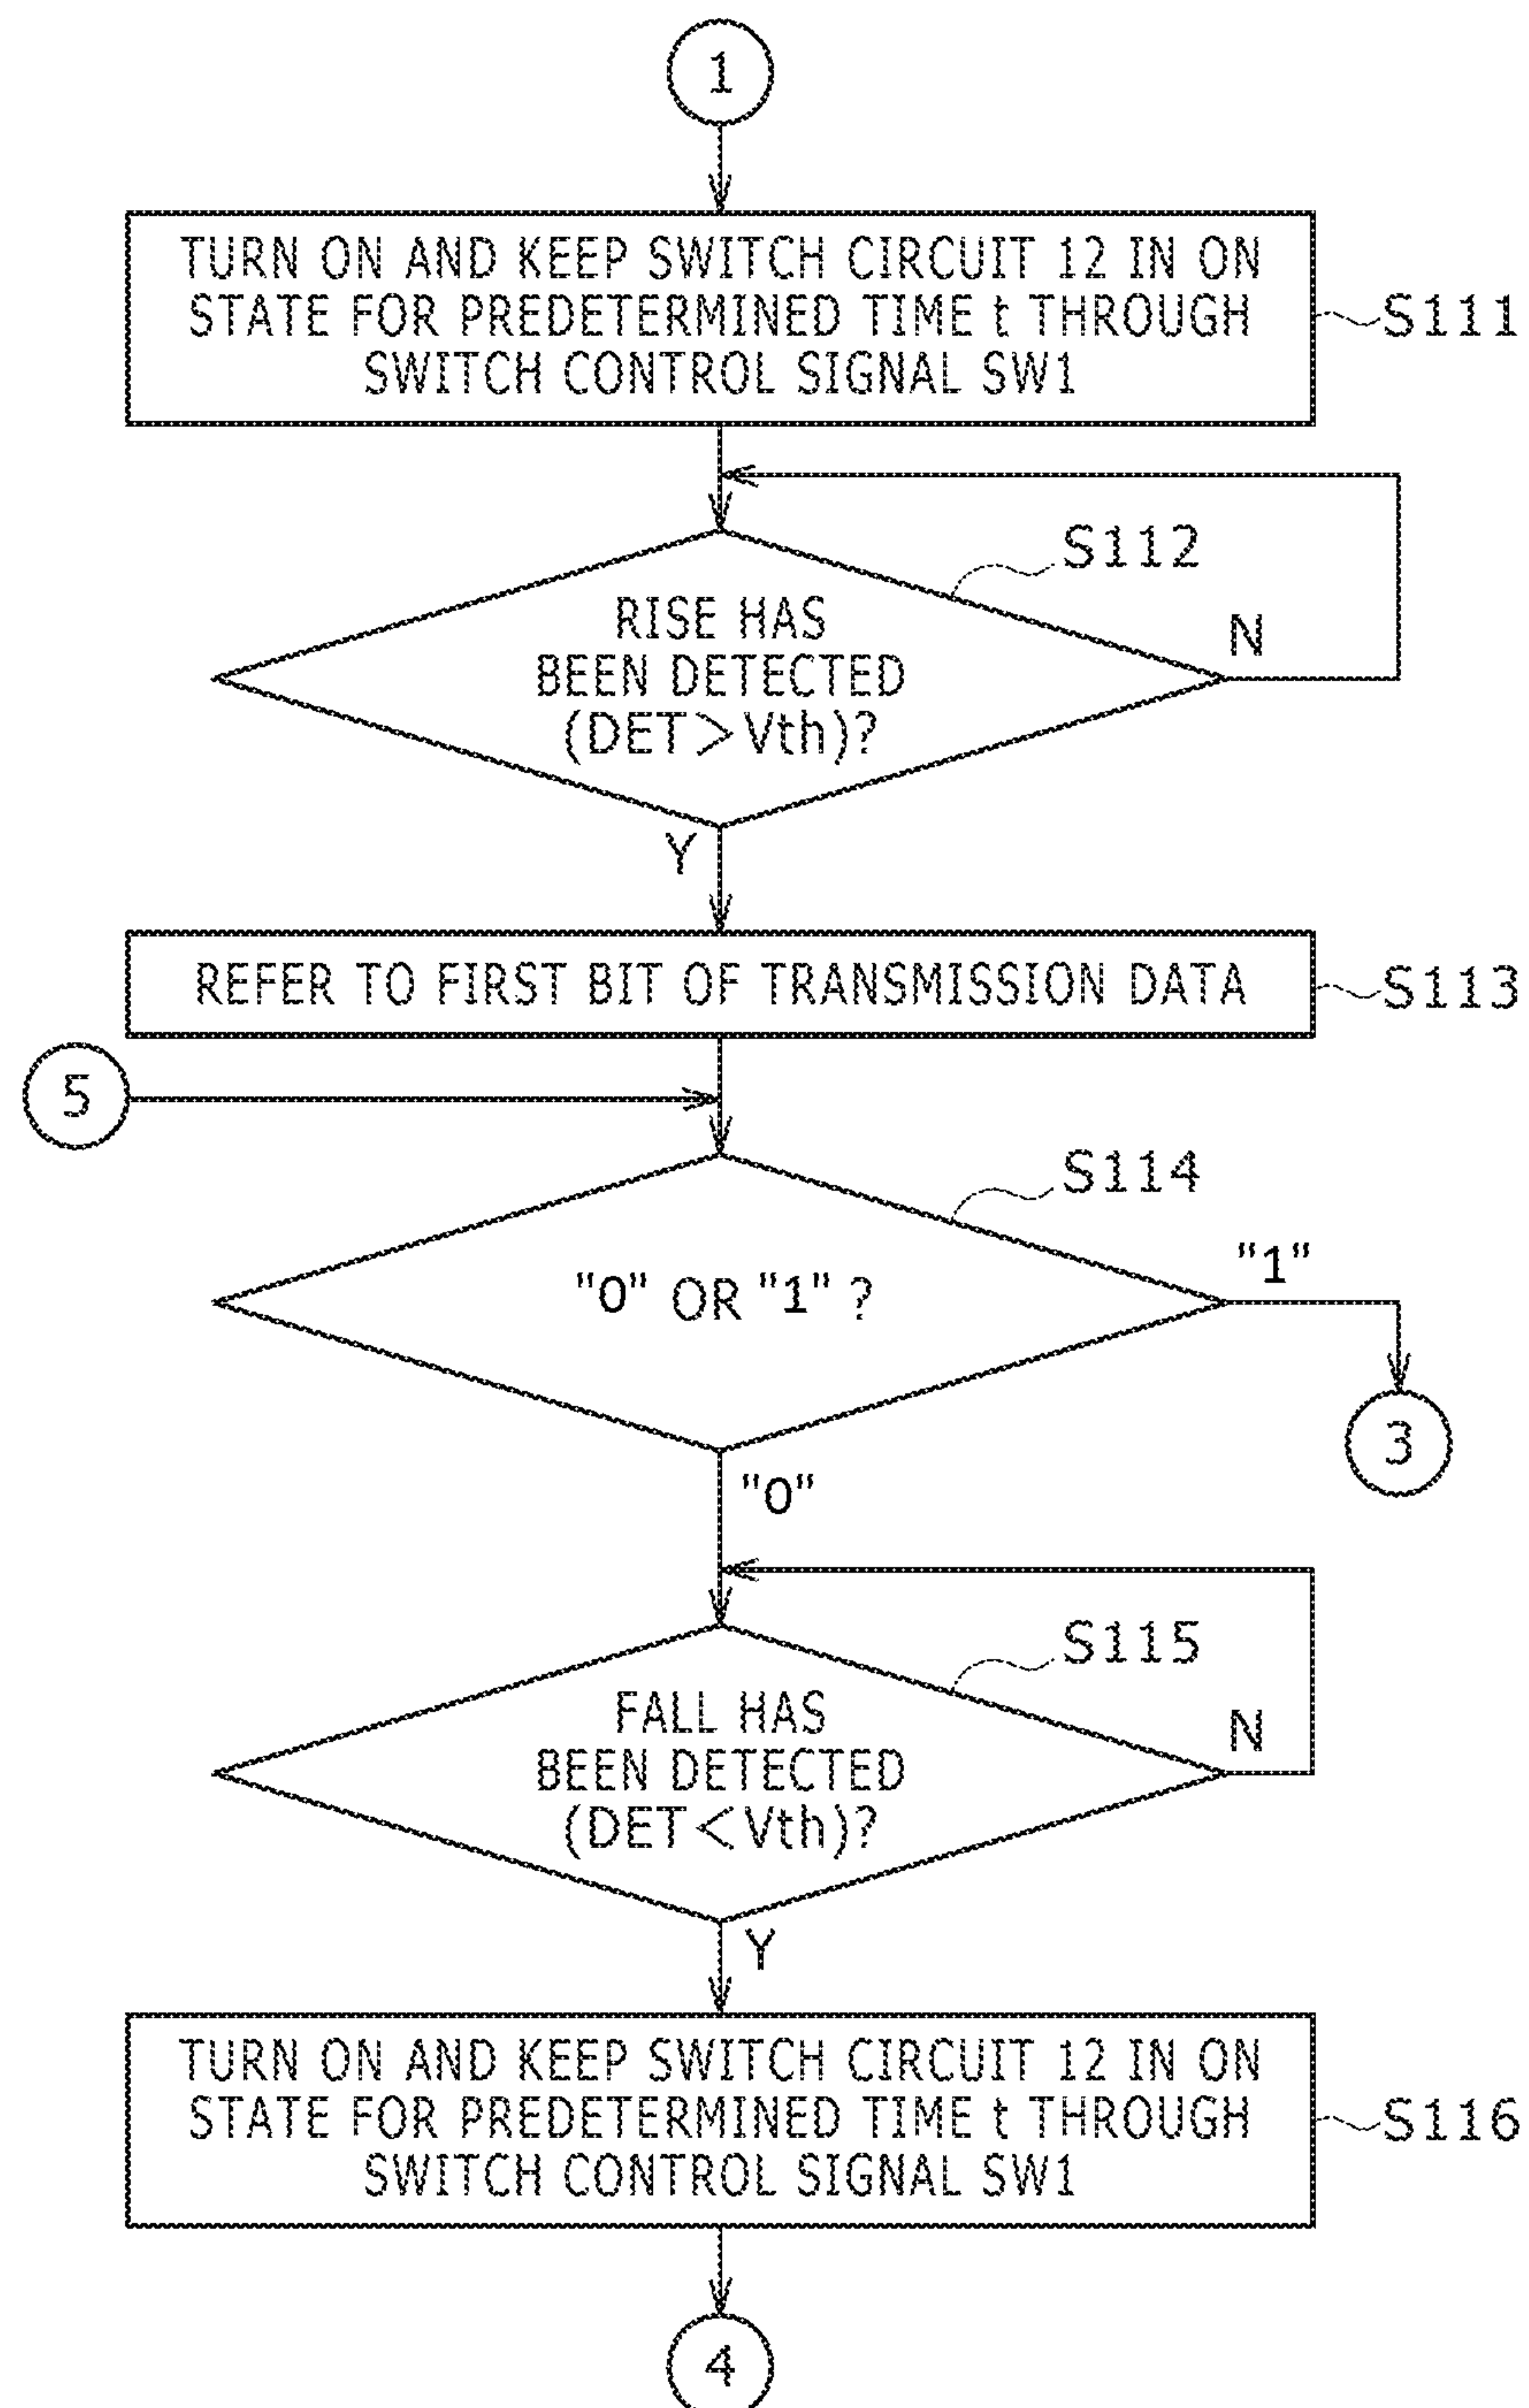 1
TURN ON AND KEEP SWITCH CIRCUIT 12 IN ON
STATE FOR PREDETERMINED TIME t THROUGH
SWITCH CONTROL SIGNAL SW1
S111
S112
RISE HAS
BEEN DETECTED
(DET>Vth)?
N
Y
REFER TO FIRST BIT OF TRANSMISSION DATA
S113
5
S114
"0" OR "1" ?
"1"
3
"0"
S115
FALL HAS
BEEN DETECTED
(DET<Vth)?
N
Y
TURN ON AND KEEP SWITCH CIRCUIT 12 IN ON
STATE FOR PREDETERMINED TIME t THROUGH
SWITCH CONTROL SIGNAL SW1
S116
4